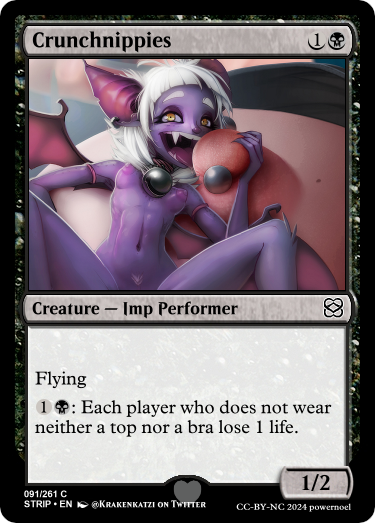 Crunchnippies 1
Creature — Imp Performer
Flying
1 : Each player who does not wear
neither a top nor a bra lose 1 life.
1/2
091/261 C
STRIP • EN @KRAKENKATZI ON TWITTER
CC-BY-NC 2024 powernoel